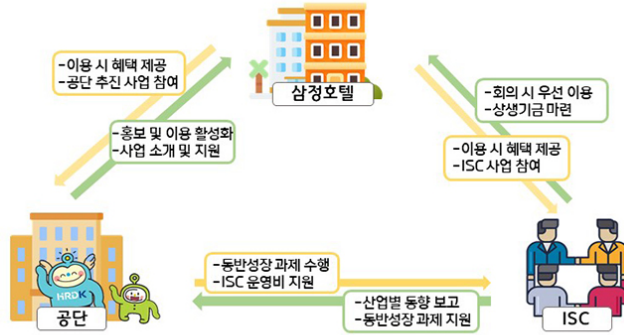 -이용 시 혜택 제공
-공단 추진 사업 참여
삼정호텔
-회의 시 우선 이용
-상생기금 마련
-홍보 및 이용 활성화
-사업 소개 및 지원
-이용 시 혜택 제공
-ISC 사업 참여
HRDK
-동반성장 과제 수행
-ISC 운영비 지원
-산업별 동향 보고
-동반성장 과제 지원
공단
ISC